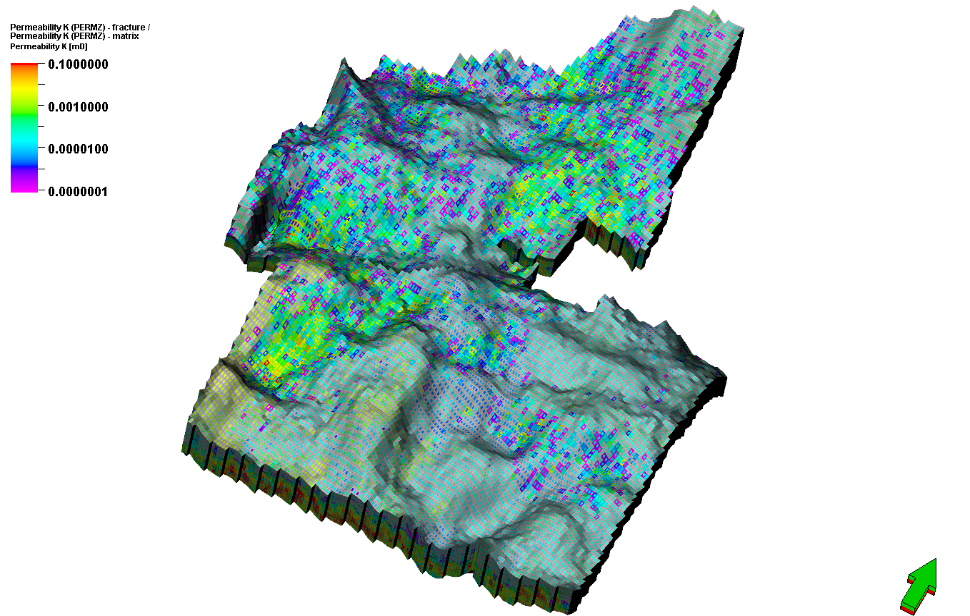 Permeability K (PERMZ) - fracture /
Permeability K (PERMZ) - matrix
Permeability K [mD]
0.1000000
0.0010000
0.0000100
0.0000001